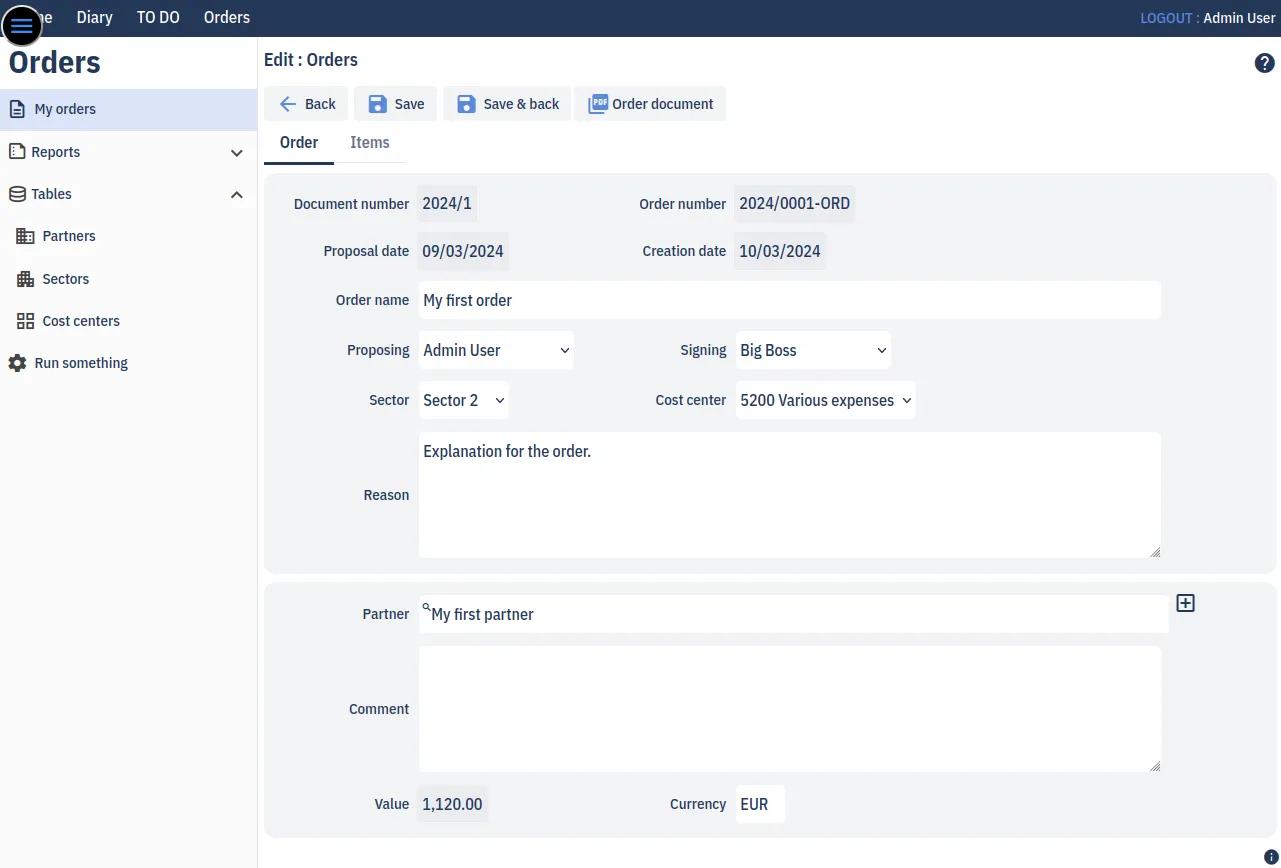 Diary TO DO Orders LOGOUT : Admin User
Orders
Edit : Orders
My orders
Reports
Tables
Partners
Sectors
Cost centers
Run something
Back Save Save & back PDF Order document
Order Items
Document number 2024/1 Order number 2024/0001-ORD
Proposal date 09/03/2024 Creation date 10/03/2024
Order name My first order
Proposing Admin User Signing Big Boss
Sector Sector 2 Cost center 5200 Various expenses
Reason Explanation for the order.
Partner My first partner
Comment
Value 1,120.00 Currency EUR